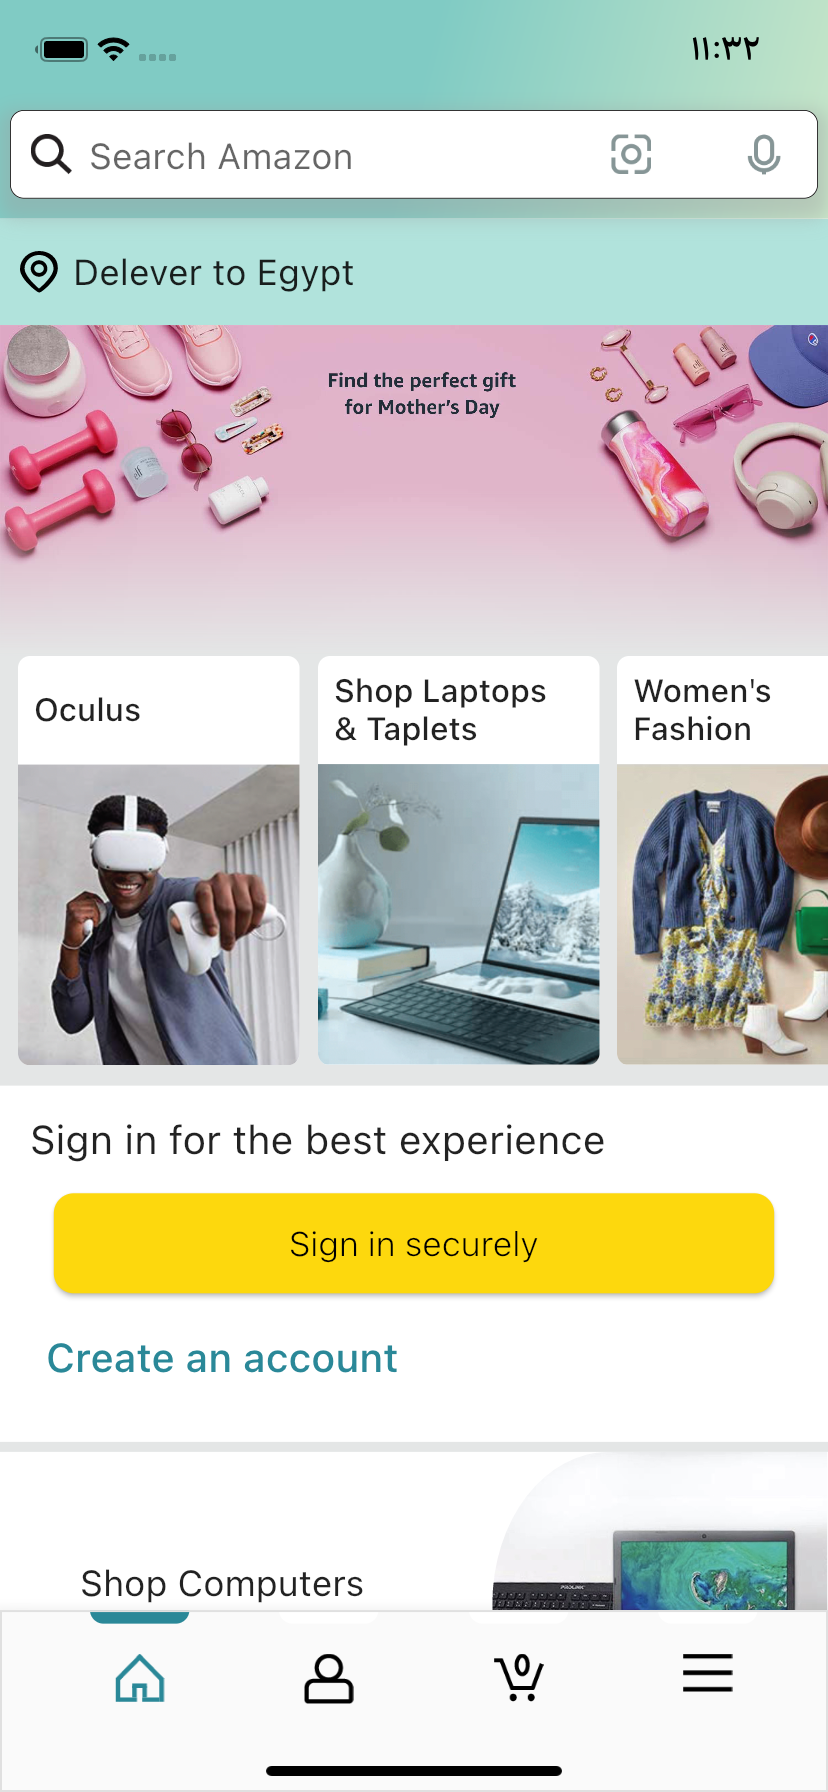 ١١:٣٢
Search Amazon
Delever to Egypt
Find the perfect gift
for Mother's Day
Oculus
Shop Laptops
& Taplets
Women's
Fashion
Sign in for the best experience
Sign in securely
Create an account
Shop Computers
PROLINK
0